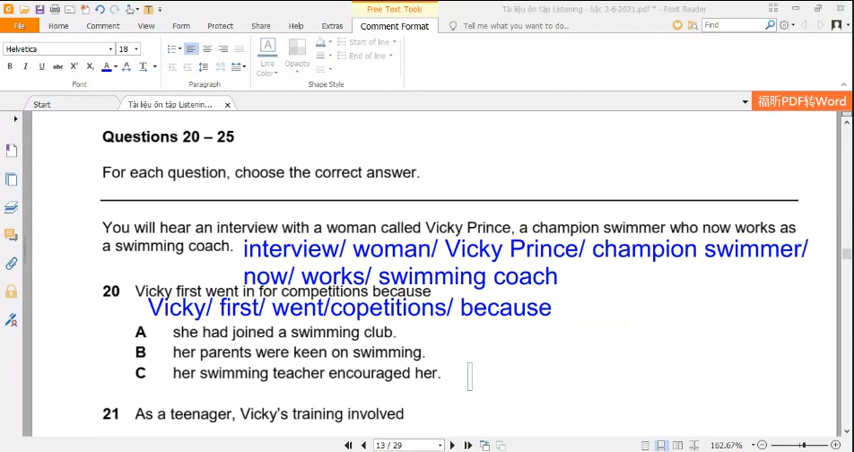 Free Text Tools
Tài liệu ôn tập Listening - bậc 3-6-2021.pdf * - Foxit Reader
File Home Comment View Form Protect Share Help Extras Comment Format Tell me what you want to do.. Find
Helvetica 18
Start of line
End of line
Line Color
Opacity
Font Paragraph Shape Style
Start Tài liệu ôn tập Listenin... 福昕PDF转Word
Questions 20 – 25
For each question, choose the correct answer.
You will hear an interview with a woman called Vicky Prince, a champion swimmer who now works as
a swimming coach.
interview/ woman/ Vicky Prince/ champion swimmer/
now/ works/ swimming coach
20 Vicky first went in for competitions because
Vicky/ first/ went/copetitions/ because
A she had joined a swimming club.
B her parents were keen on swimming.
C her swimming teacher encouraged her.
21 As a teenager, Vicky's training involved
13 / 29 162.67%